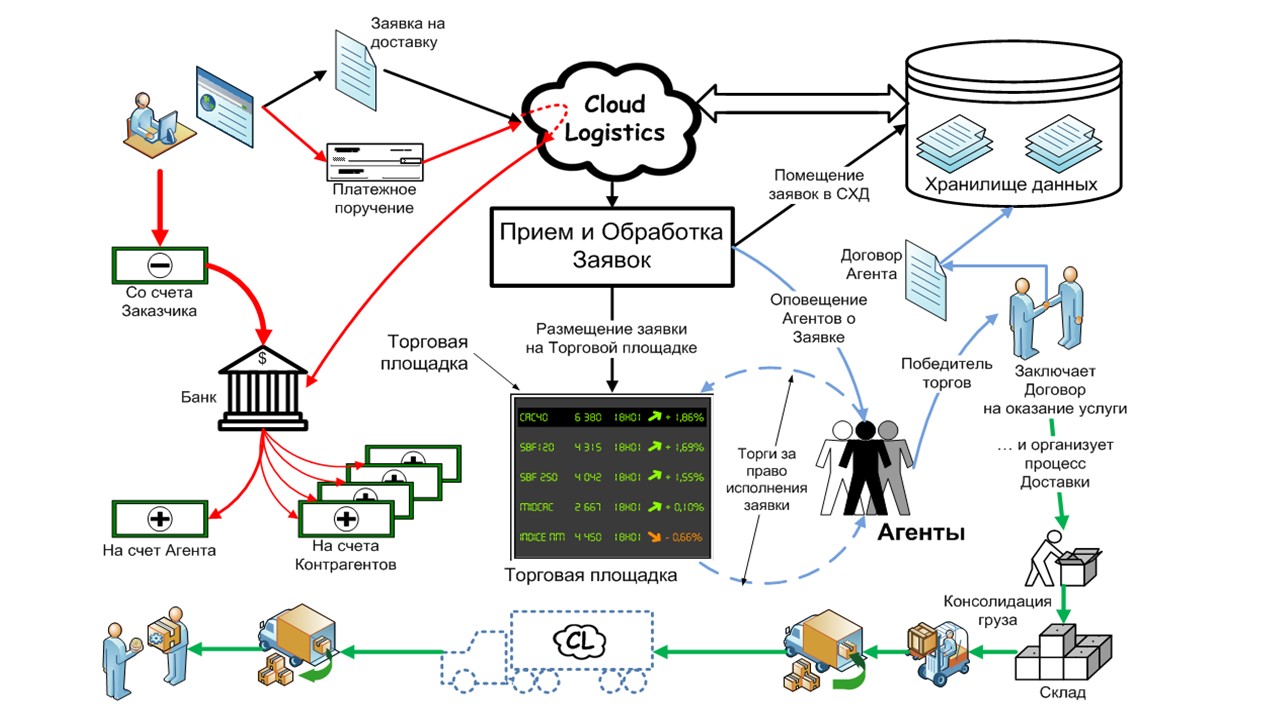 Заявка на
доставку
Cloud
Logistics
Платежное
поручение
Помещение
заявок в СХД
Хранилище данных
Прием и Обработка
Заявок
Договор
Агента
Со счета
Заказчика
Оповещение
Агентов о
Заявке
Размещение заявки
на Торговой площадке
Торговая
площадка
$
Банк
Победитель
торгов
Заключает
Договор
на оказание услуги
... и организует
процесс
Доставки
CAC40 6 380 18H01 + 1,86%
SBF120 4 315 18H01 + 1,69%
SBF 250 4 042 18H01 + 1,55%
MIDCAC 2 667 18H01 + 0,10%
INDICE NM 4 450 18H01 - 0,66%
Торги за
право
исполнения
заявки
Агенты
На счет Агента
На счета
Контрагентов
Торговая площадка
Консолидация
груза
CL
Склад